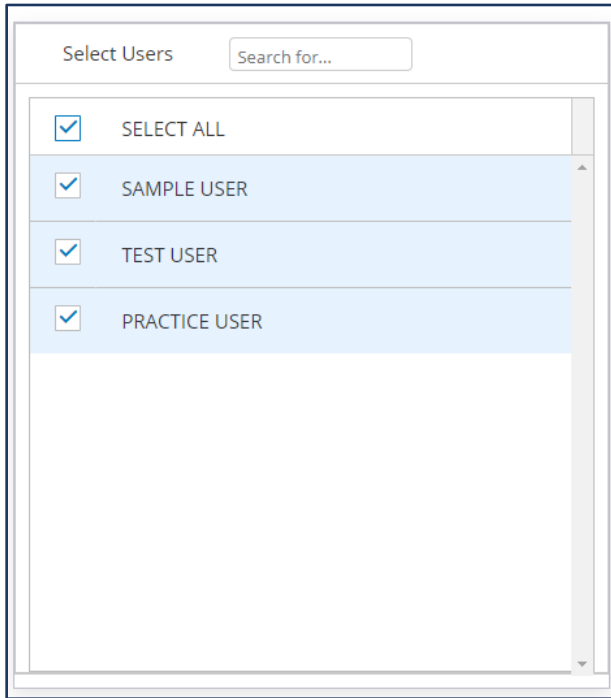 Select Users
Search for...
SELECT ALL
SAMPLE USER
TEST USER
PRACTICE USER